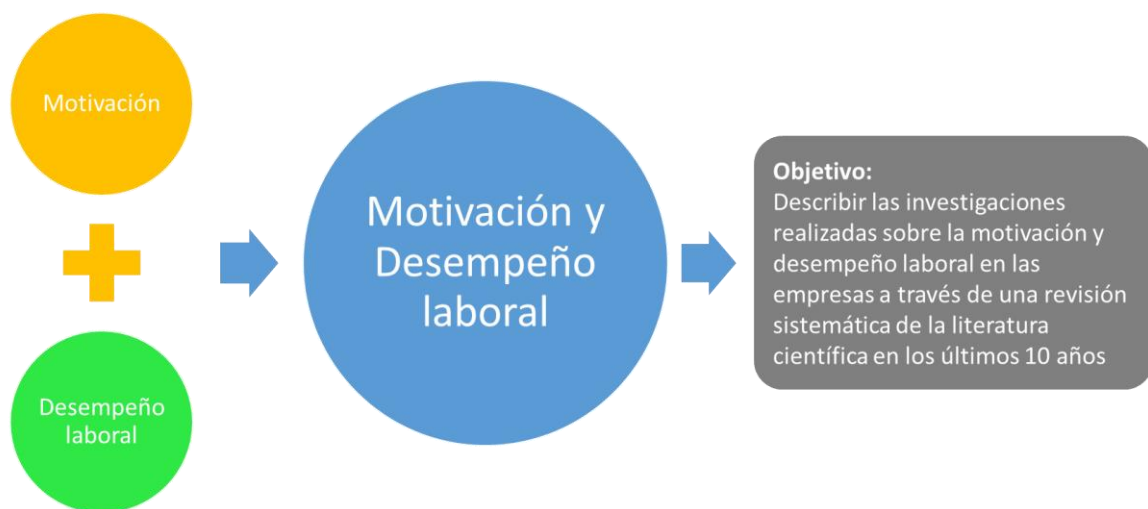 Motivación
Desempeño
laboral
Motivación y
Desempeño
laboral
Objetivo:
Describir las investigaciones
realizadas sobre la motivación y
desempeño laboral en las
empresas a través de una revisión
sistemática de la literatura
científica en los últimos 10 años